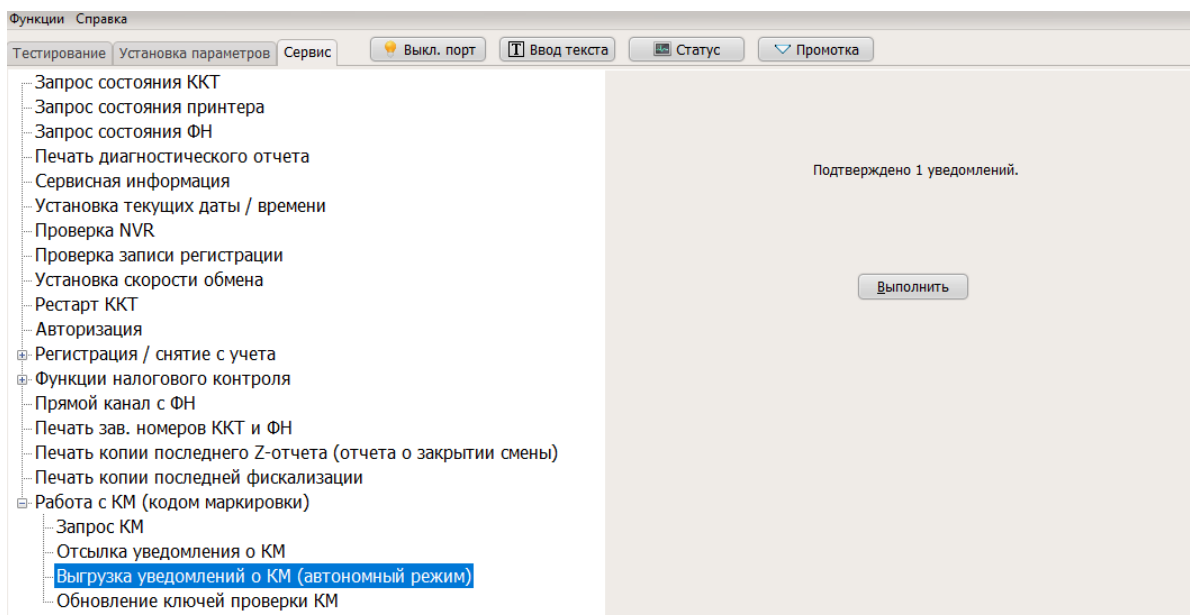 Функции Справка
Тестирование Установка параметров Сервис Выкл. порт Ввод текста Статус Промотка
Запрос состояния ККТ
Запрос состояния принтера
Запрос состояния ФН
Печать диагностического отчета
Подтверждено 1 уведомлений.
Сервисная информация
Установка текущих даты / времени
Проверка NVR
Проверка записи регистрации
Установка скорости обмена
Выполнить
Рестарт ККТ
Авторизация
Регистрация / снятие с учета
Функции налогового контроля
Прямой канал с ФН
Печать зав. номеров ККТ и ФН
Печать копии последнего Z-отчета (отчета о закрытии смены)
Печать копии последней фискализации
Работа с КМ (кодом маркировки)
Запрос КМ
Отсылка уведомления о КМ
Выгрузка уведомлений о КМ (автономный режим)
Обновление ключей проверки КМ